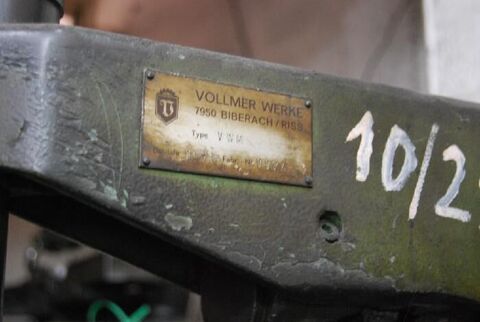 VOLLMER WERKE
7950 BIBERACH/RISS
Type VWM
10/2